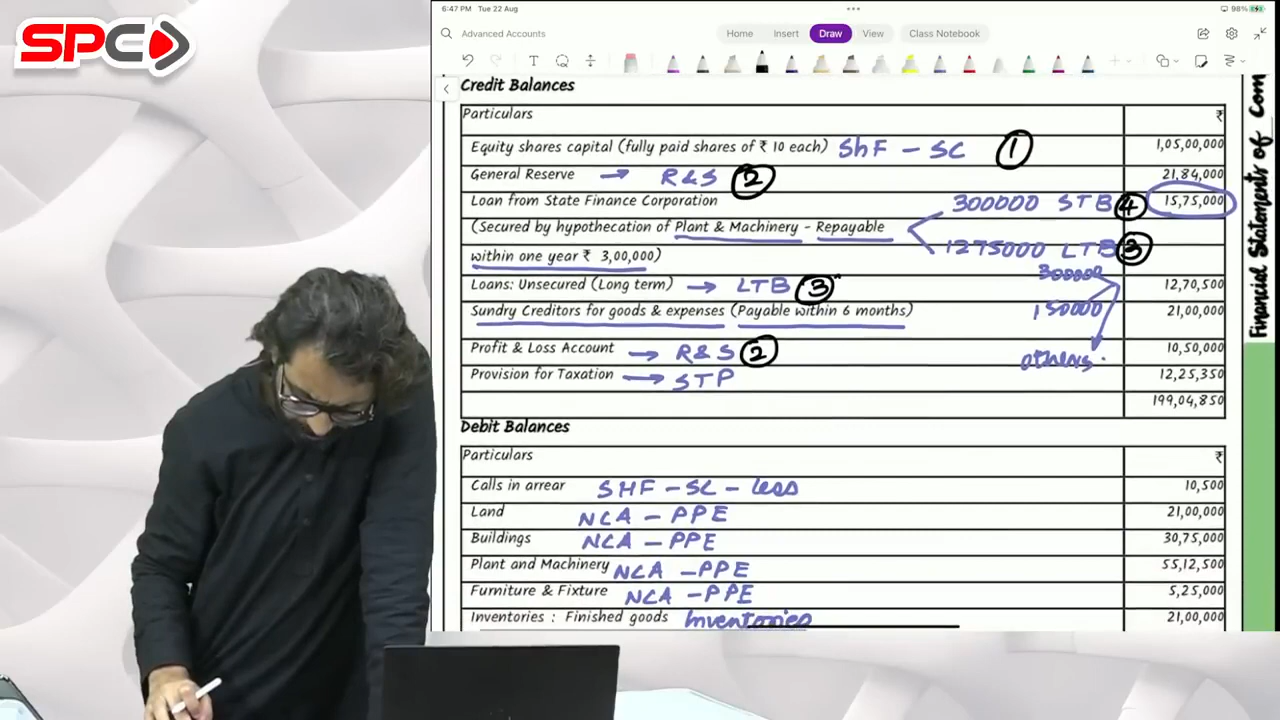 SPC
6:47 PM Tue 22 Aug
98%
Advanced Accounts
Home Insert Draw View Class Notebook
Credit Balances
Particulars ₹
Equity shares capital (fully paid shares of ₹ 10 each) ShF - SC 1 1,05,00,000
General Reserve → R&S 2 21,84,000
Loan from State Finance Corporation 300000 STB 4 15,75,000
(Secured by hypothecation of Plant & Machinery - Repayable
1275000 LTB 3
within one year ₹ 3,00,000)
300000
Loans: Unsecured (Long term) → LTB 3 12,70,500
Sundry Creditors for goods & expenses (Payable within 6 months) 150000 21,00,000
Profit & Loss Account → R&S 2 others. 10,50,000
Provision for Taxation → STP 12,25,350
199,04,850
Debit Balances
Particulars ₹
Calls in arrear SHF - SC - less 10,500
Land NCA - PPE 21,00,000
Buildings NCA - PPE 30,75,000
Plant and Machinery NCA - PPE 55,12,500
Furniture & Fixture NCA - PPE 5,25,000
Inventories : Finished goods Inventories 21,00,000
Financial Statements of Com